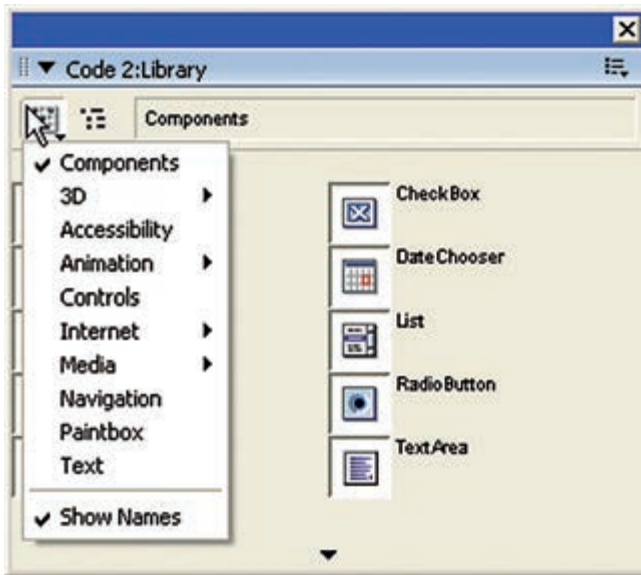 Code 2:Library
Components
Components
3D
Accessibility
Animation
Controls
Internet
Media
Navigation
Paintbox
Text
Show Names
CheckBox
DateChooser
List
RadioButton
TextArea